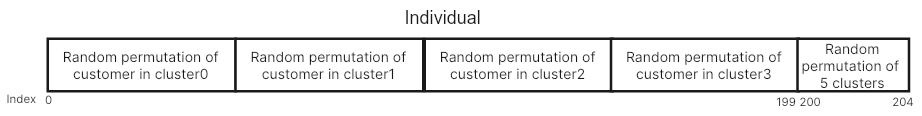 Individual
Random permutation of
customer in cluster0
Random permutation of
customer in cluster1
Random permutation of
customer in cluster2
Random permutation of
customer in cluster3
Random
permutation of
5 clusters
Index 0 199 200 204